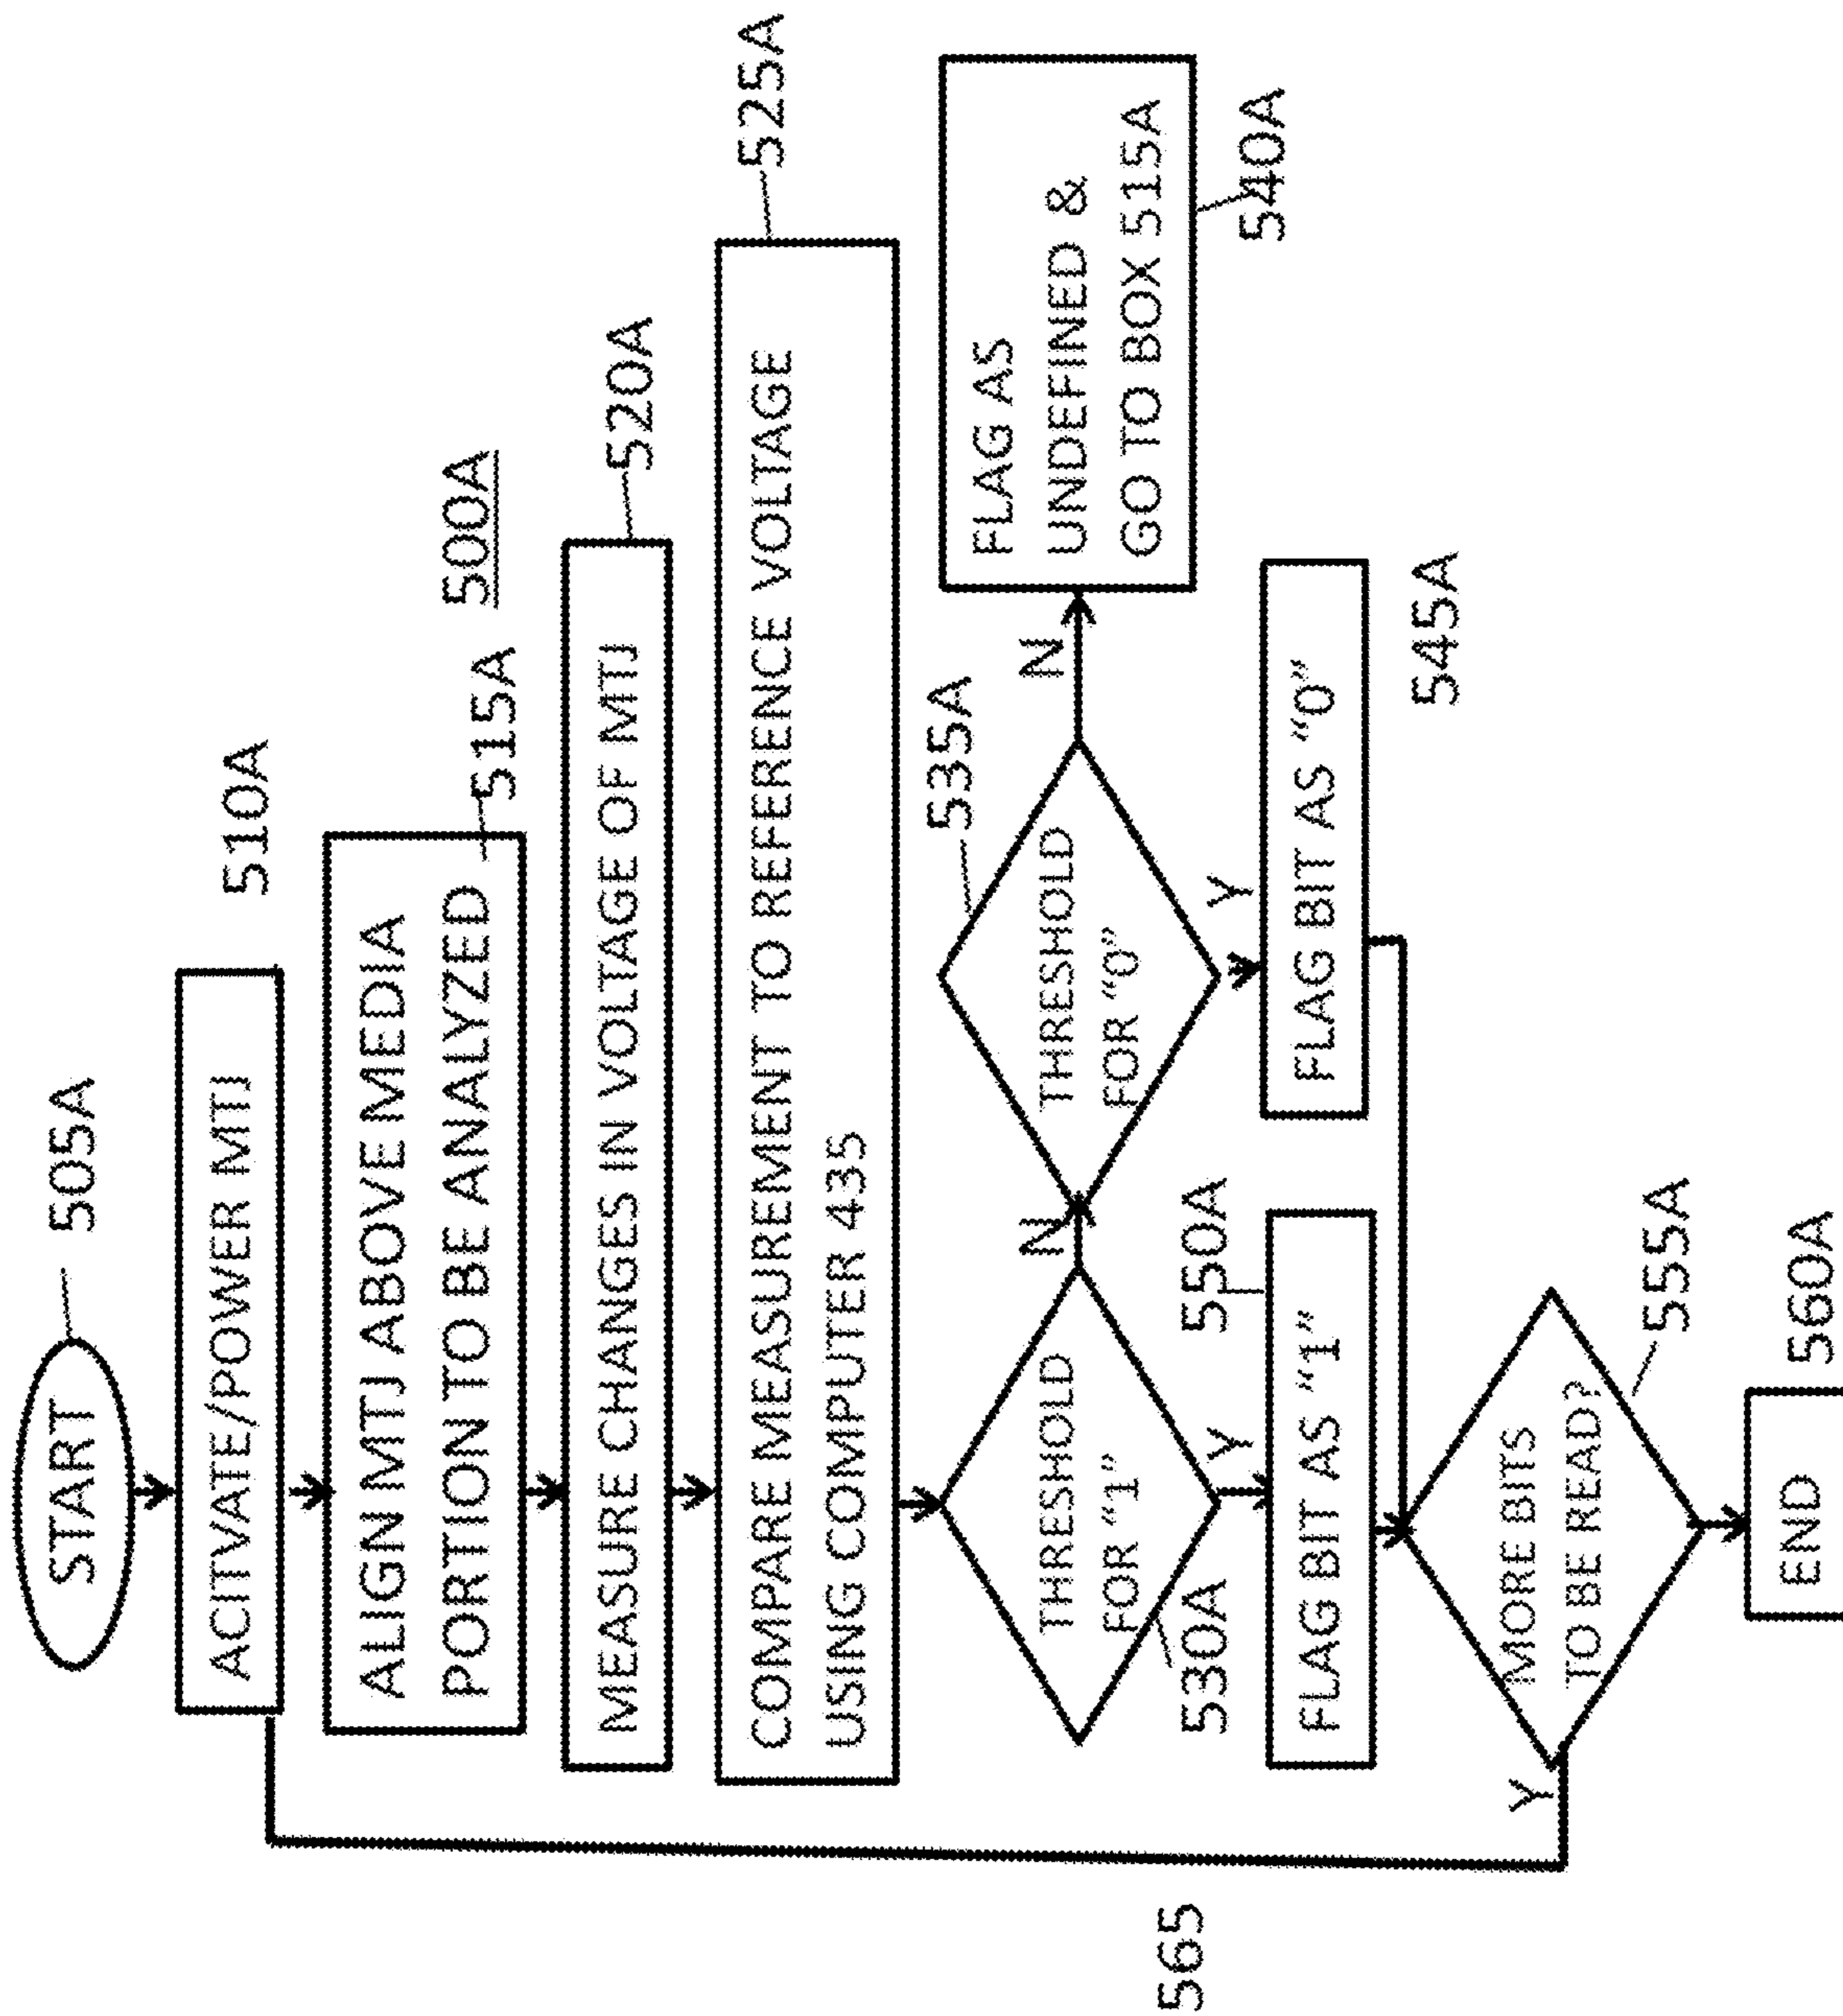 START
505A
ACITVATE/POWER MTJ
510A
500A
ALIGN MTJ ABOVE MEDIA
PORTION TO BE ANALYZED
515A
MEASURE CHANGES IN VOLTAGE OF MTJ
520A
COMPARE MEASUREMENT TO REFERENCE VOLTAGE
USING COMPUTER 435
525A
THRESHOLD
FOR “1”
530A
N
Y
THRESHOLD
FOR “0”
535A
N
Y
FLAG AS
UNDEFINED &
GO TO BOX 515A
540A
FLAG BIT AS “1”
550A
FLAG BIT AS “0”
545A
MORE BITS
TO BE READ?
555A
Y
565
END
560A